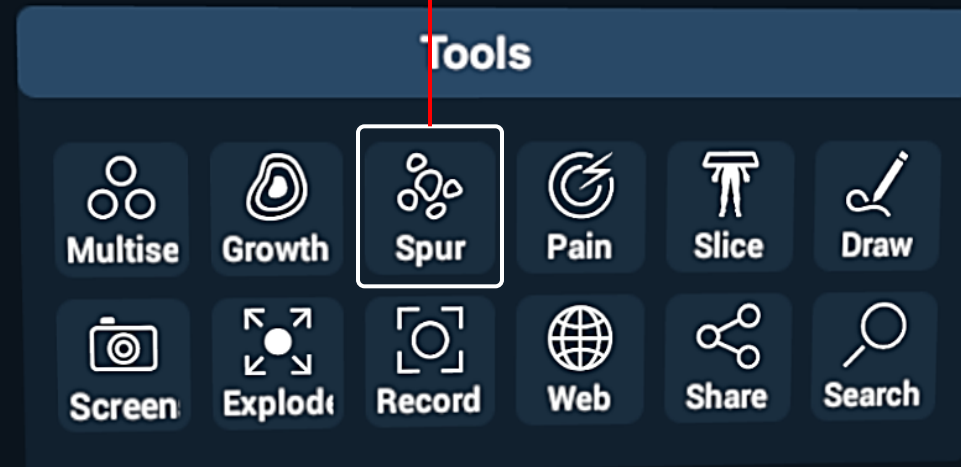 Tools
Multise
Growth
Spur
Pain
Slice
Draw
Screen
Explode
Record
Web
Share
Search